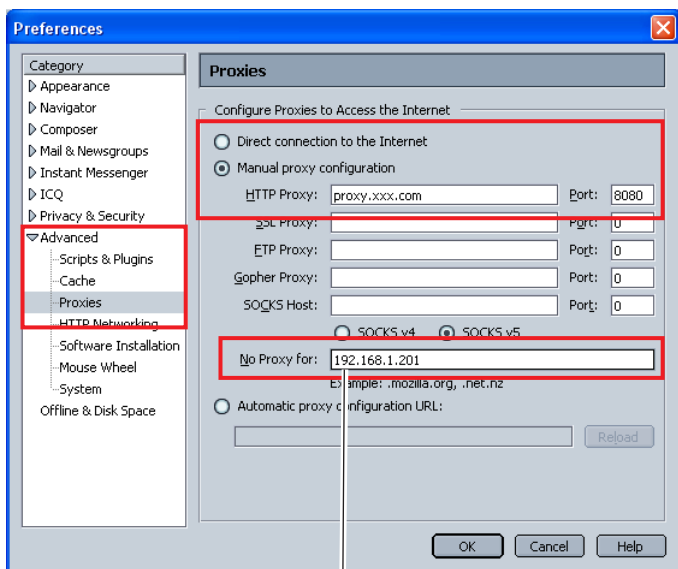 Preferences
Category
Appearance
Navigator
Composer
Mail & Newsgroups
Instant Messenger
ICQ
Privacy & Security
Advanced
Scripts & Plugins
Cache
Proxies
HTTP Networking
Software Installation
Mouse Wheel
System
Offline & Disk Space
Proxies
Configure Proxies to Access the Internet
Direct connection to the Internet
Manual proxy configuration
HTTP Proxy: proxy.xxx.com Port: 8080
SSL Proxy: Port: 0
FTP Proxy: Port: 0
Gopher Proxy: Port: 0
SOCKS Host: Port: 0
SOCKS v4 SOCKS v5
No Proxy for: 192.168.1.201
Example: .mozilla.org, .net.nz
Automatic proxy configuration URL:
Reload
OK Cancel Help